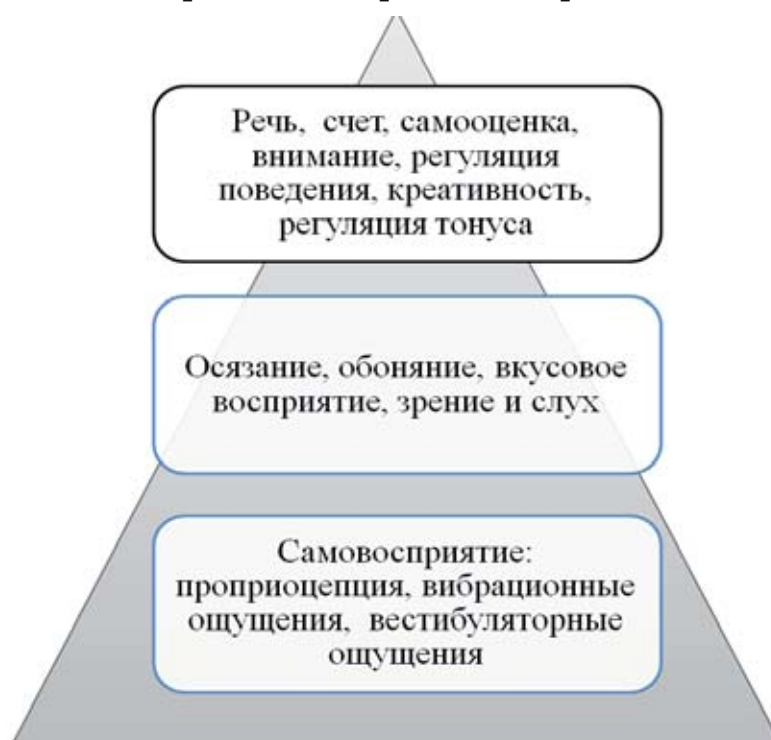 Речь, счет, самооценка,
внимание, регуляция
поведения, креативность,
регуляция тонуса
Осязание, обоняние, вкусовое
восприятие, зрение и слух
Самовосприятие:
проприоцепция, вибрационные
ощущения, вестибуляторные
ощущения